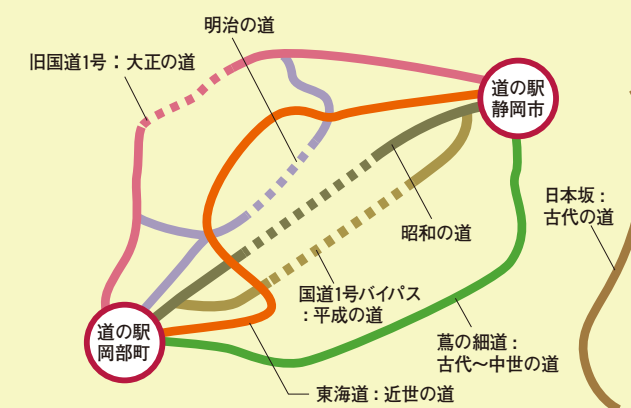 明治の道
旧国道1号：大正の道
道の駅
静岡市
日本坂：
古代の道
昭和の道
国道1号バイパス
：平成の道
道の駅
岡部町
蔦の細道：
古代～中世の道
東海道：近世の道